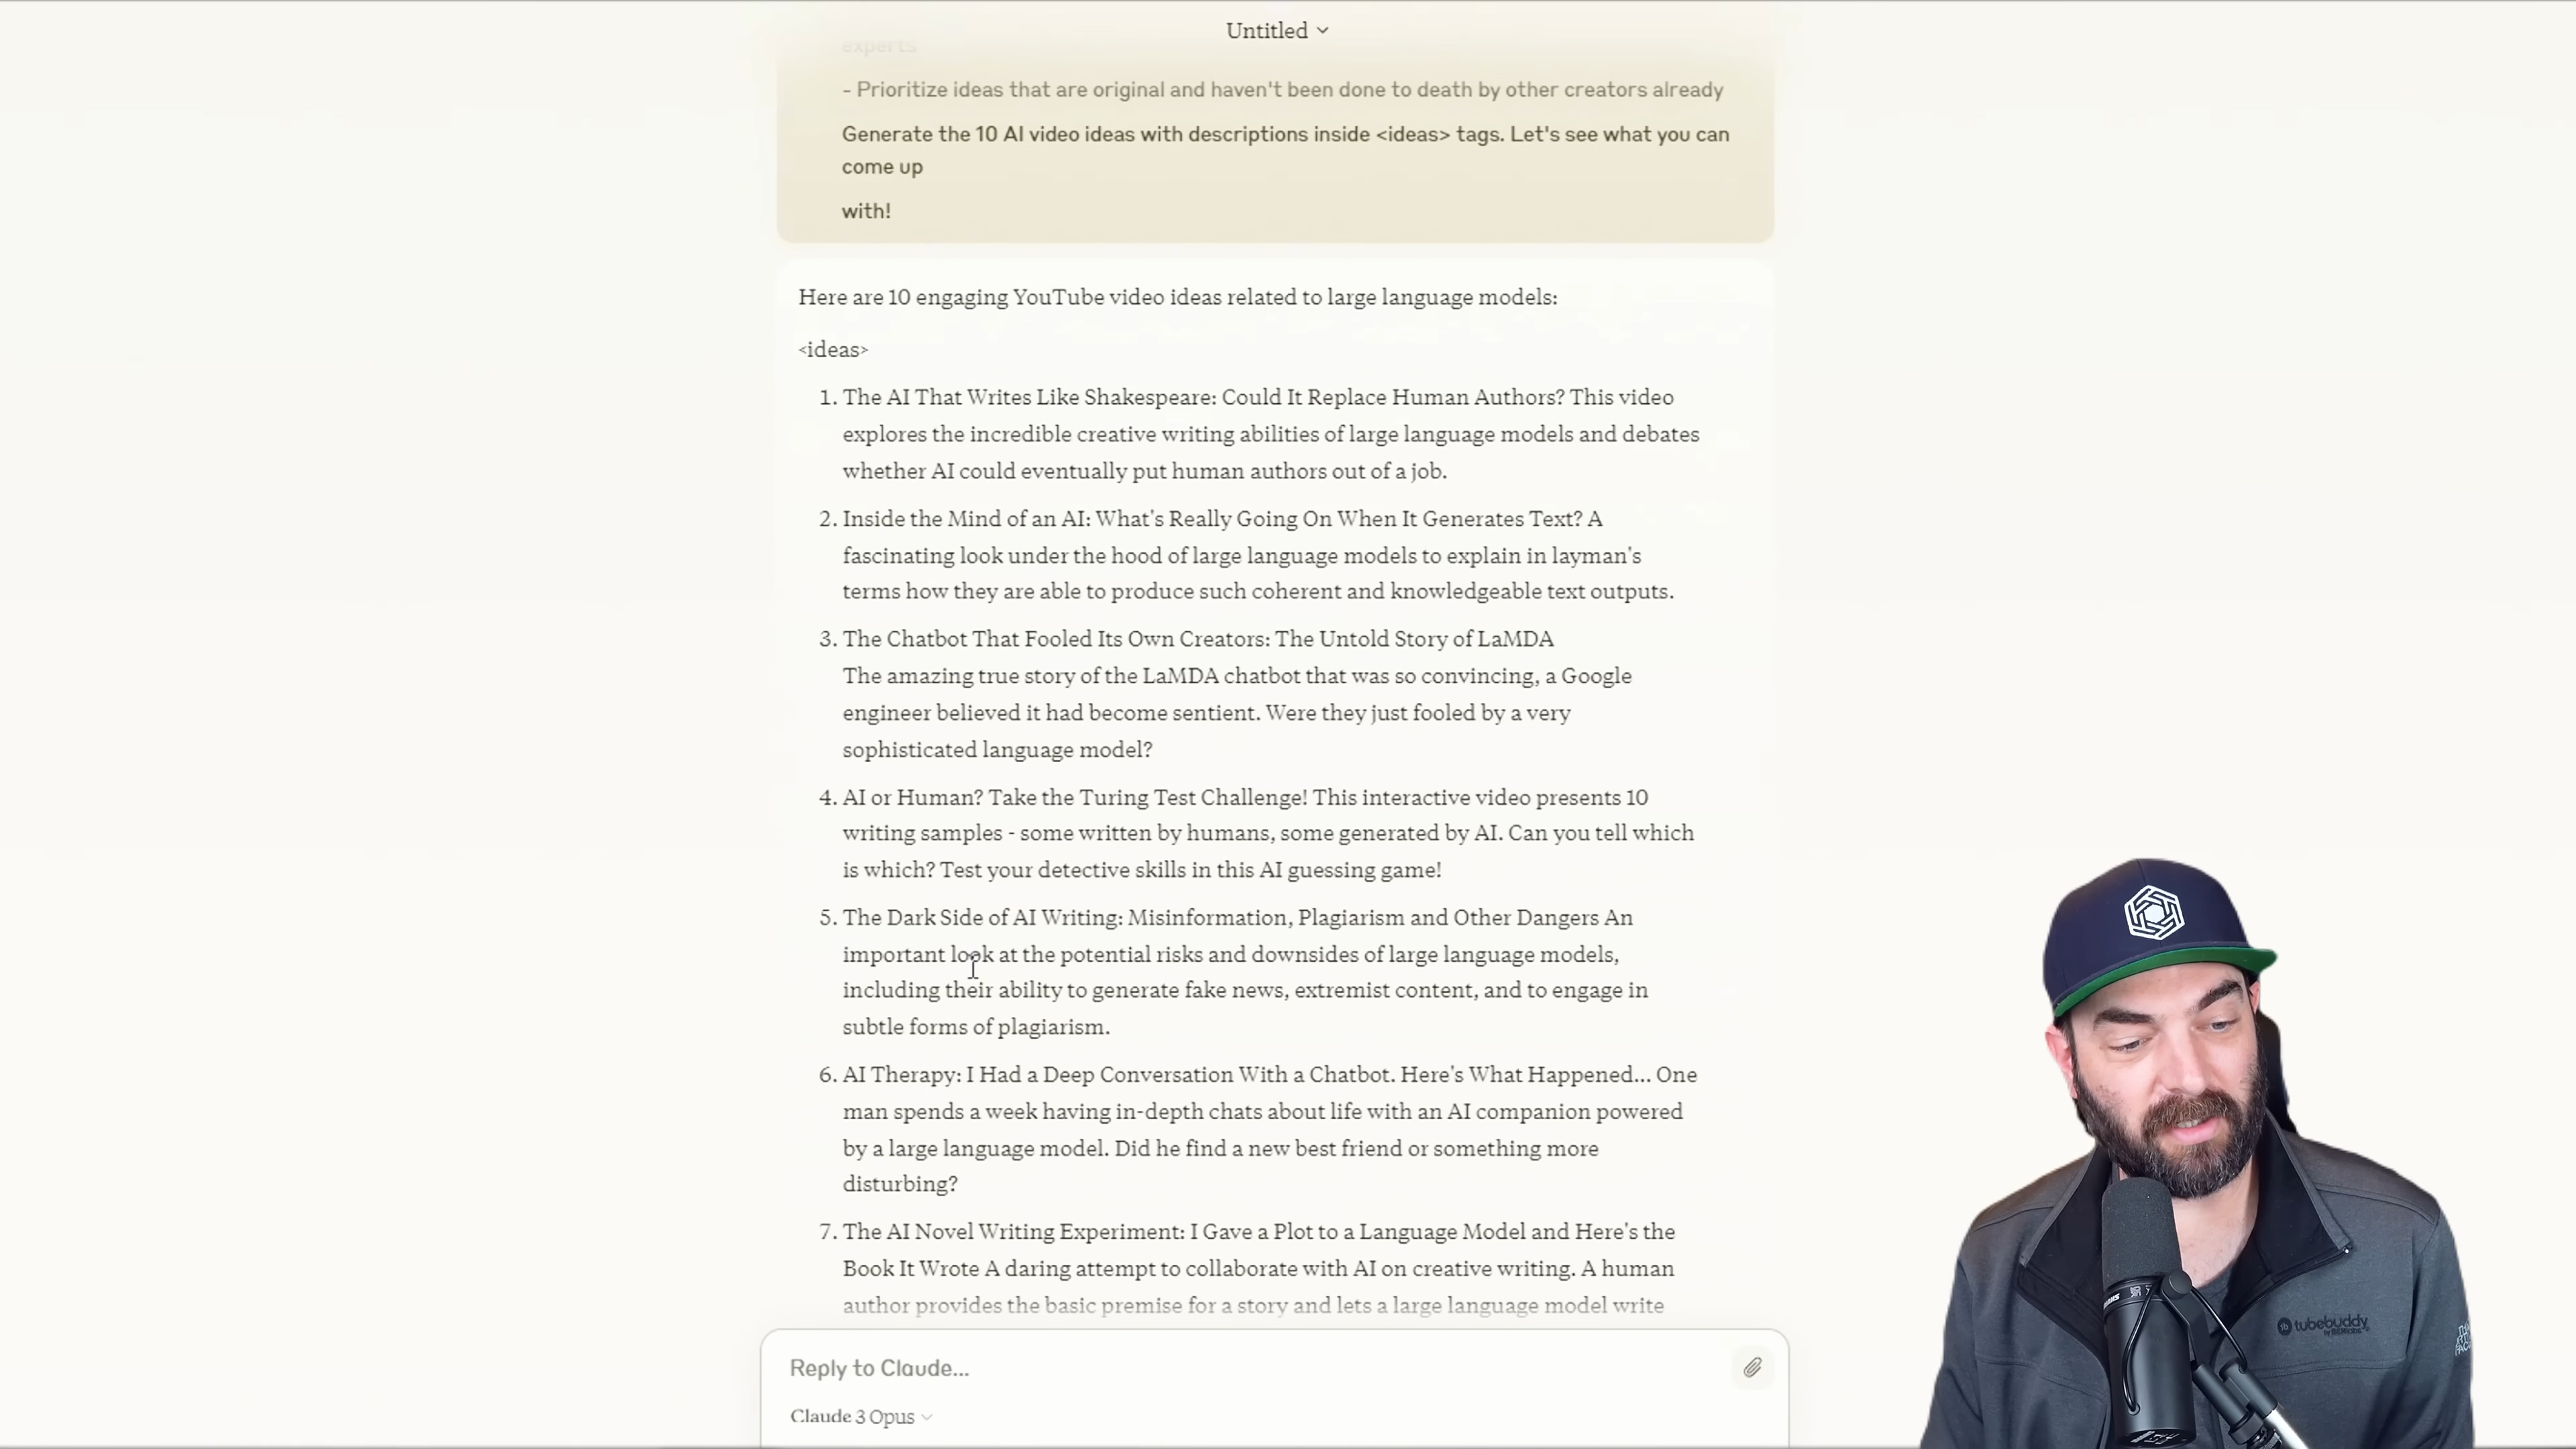 Untitled
experts
- Prioritize ideas that are original and haven't been done to death by other creators already
Generate the 10 AI video ideas with descriptions inside <ideas> tags. Let's see what you can
come up
with!
Here are 10 engaging YouTube video ideas related to large language models:
<ideas>
1. The AI That Writes Like Shakespeare: Could It Replace Human Authors? This video
explores the incredible creative writing abilities of large language models and debates
whether AI could eventually put human authors out of a job.
2. Inside the Mind of an AI: What's Really Going On When It Generates Text? A
fascinating look under the hood of large language models to explain in layman's
terms how they are able to produce such coherent and knowledgeable text outputs.
3. The Chatbot That Fooled Its Own Creators: The Untold Story of LaMDA
The amazing true story of the LaMDA chatbot that was so convincing, a Google
engineer believed it had become sentient. Were they just fooled by a very
sophisticated language model?
4. AI or Human? Take the Turing Test Challenge! This interactive video presents 10
writing samples - some written by humans, some generated by AI. Can you tell which
is which? Test your detective skills in this AI guessing game!
5. The Dark Side of AI Writing: Misinformation, Plagiarism and Other Dangers An
important look at the potential risks and downsides of large language models,
including their ability to generate fake news, extremist content, and to engage in
subtle forms of plagiarism.
6. AI Therapy: I Had a Deep Conversation With a Chatbot. Here's What Happened... One
man spends a week having in-depth chats about life with an AI companion powered
by a large language model. Did he find a new best friend or something more
disturbing?
7. The AI Novel Writing Experiment: I Gave a Plot to a Language Model and Here's the
Book It Wrote A daring attempt to collaborate with AI on creative writing. A human
author provides the basic premise for a story and lets a large language model write
Reply to Claude...
Claude 3 Opus
tubebuddy